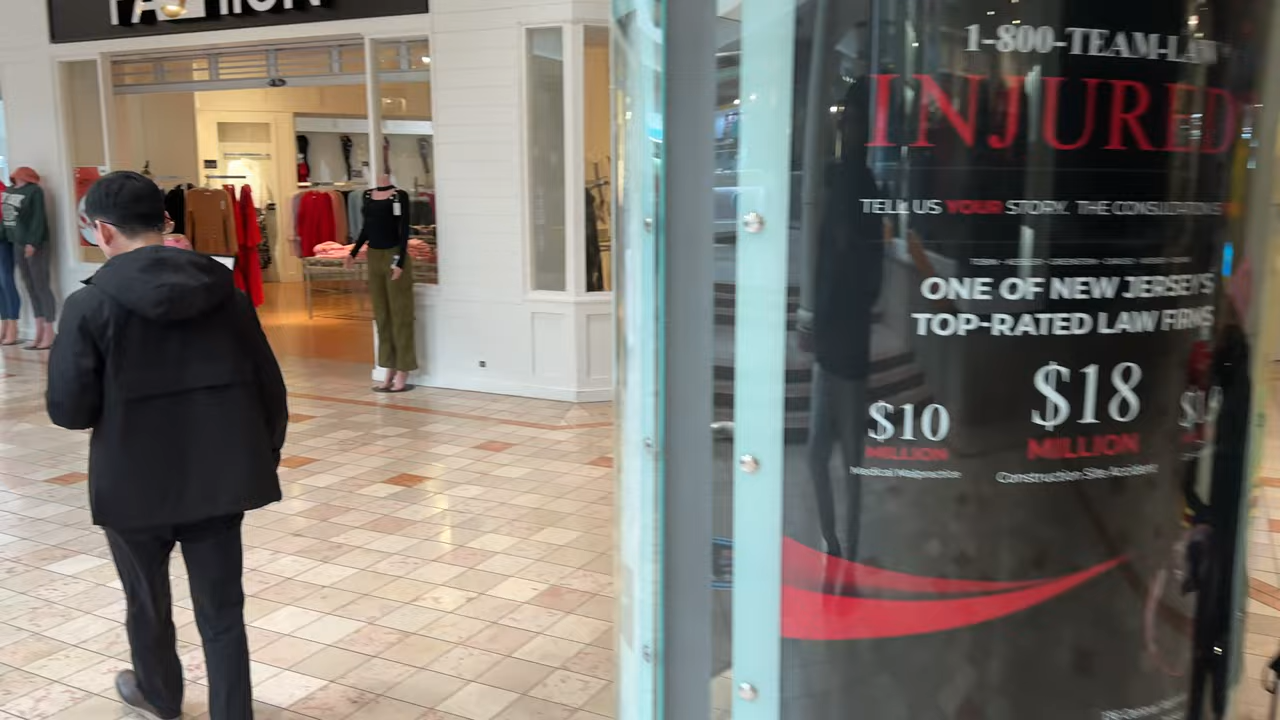 FASHION
1-800-TEAM-LAW
INJURED
TELL US YOUR STORY. THE CONSULTATION
ONE OF NEW JERSEY'S
TOP-RATED LAW FIRMS
$10
MILLION
Medical Malpractice
$18
MILLION
Construction Site Accident